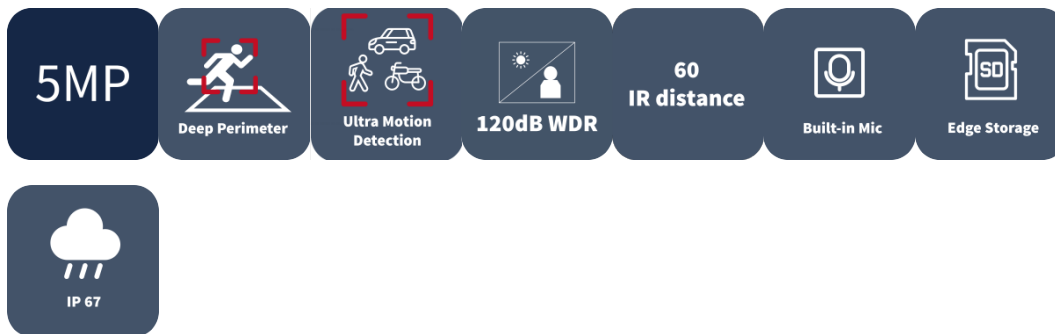 5MP
Deep Perimeter
Ultra Motion
Detection
120dB WDR
60
IR distance
Built-in Mic
SD
Edge Storage
IP 67